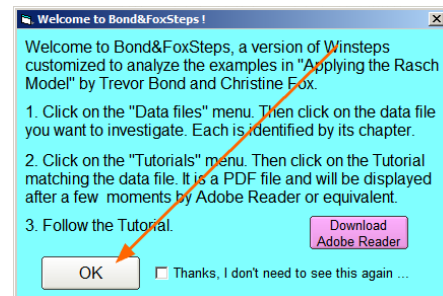 Welcome to Bond&FoxSteps !
Welcome to Bond&FoxSteps, a version of Winsteps
customized to analyze the examples in "Applying the Rasch
Model" by Trevor Bond and Christine Fox.
1. Click on the "Data files" menu. Then click on the data file
you want to investigate. Each is identified by its chapter.
2. Click on the "Tutorials" menu. Then click on the Tutorial
matching the data file. It is a PDF file and will be displayed
after a few moments by Adobe Reader or equivalent.
3. Follow the Tutorial.
Download
Adobe Reader
OK
Thanks, I don't need to see this again ...